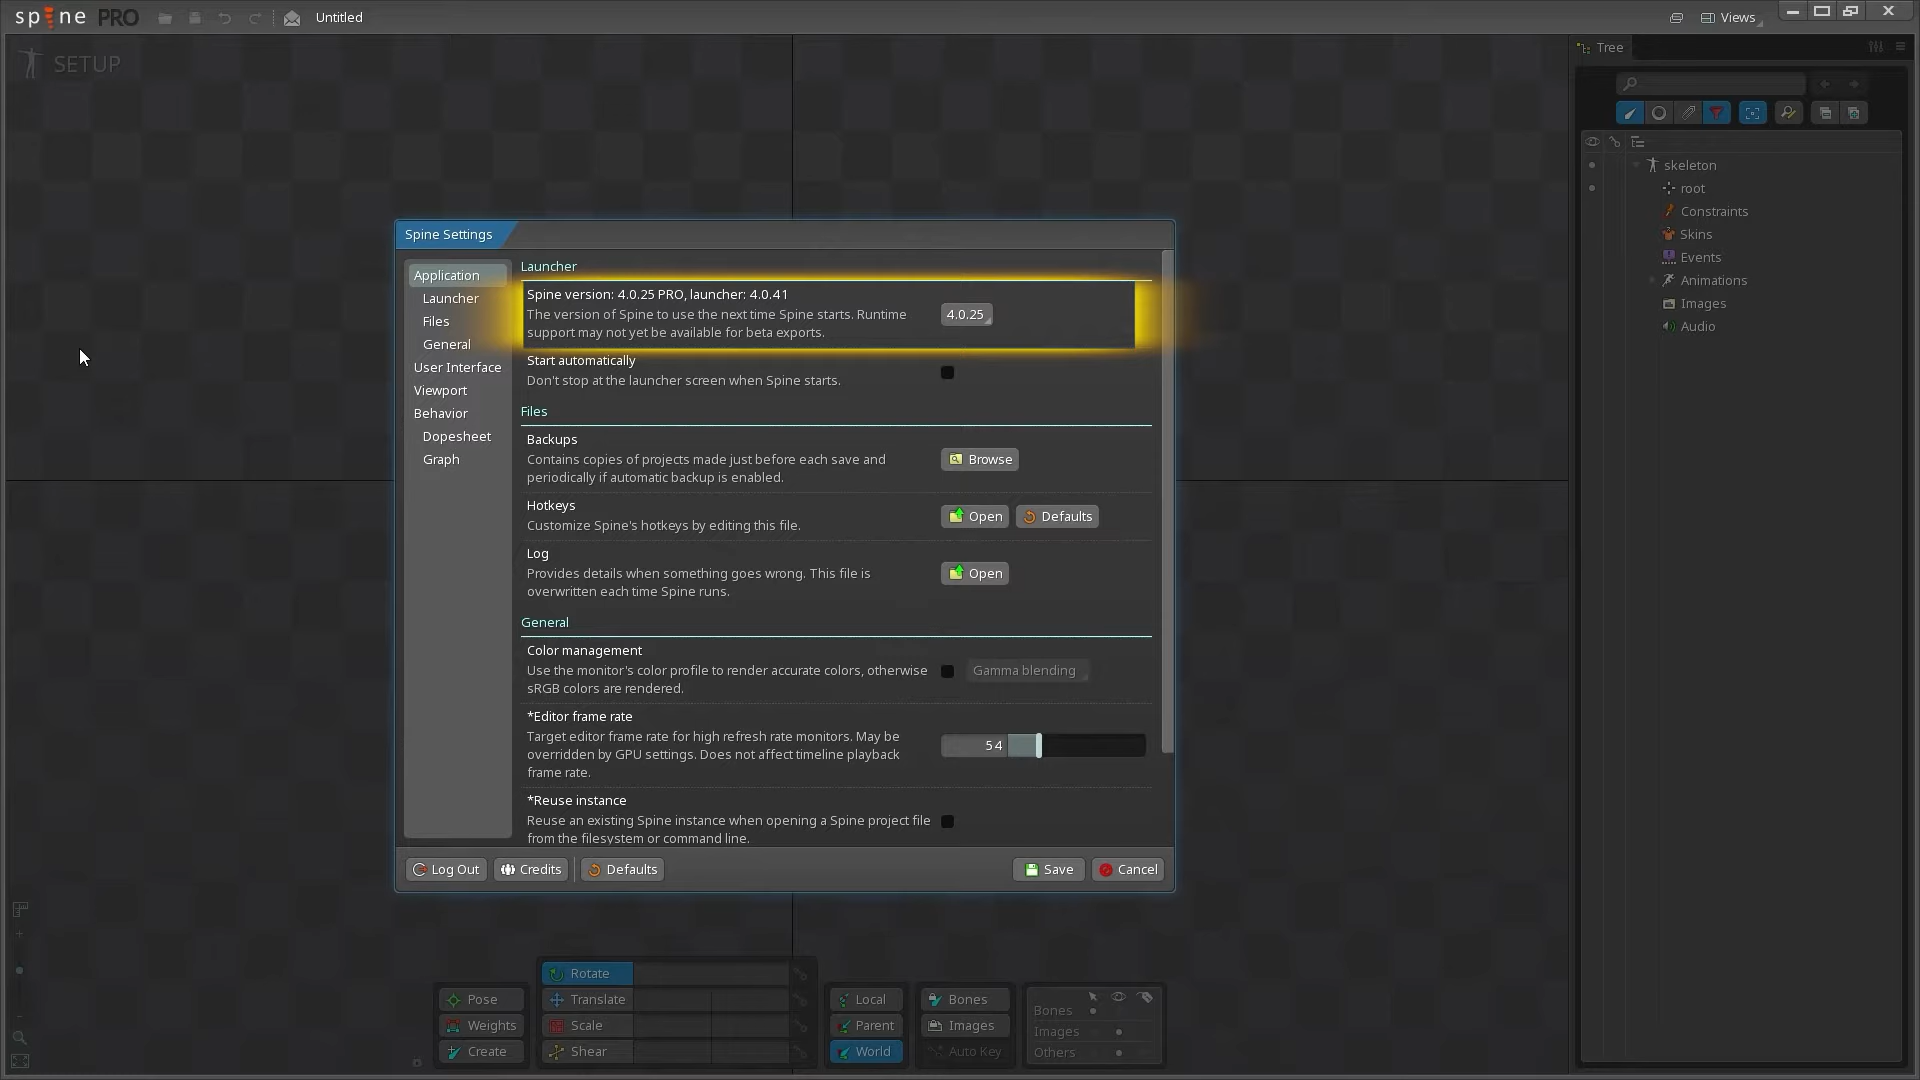 spine PRO
Untitled
Views
SETUP
Tree
skeleton
root
Constraints
Skins
Events
Animations
Images
Audio
Spine Settings
Application
Launcher
Files
General
User Interface
Viewport
Behavior
Dopesheet
Graph
Launcher
Spine version: 4.0.25 PRO, launcher: 4.0.41
The version of Spine to use the next time Spine starts. Runtime
support may not yet be available for beta exports.
4.0.25
Start automatically
Don't stop at the launcher screen when Spine starts.
Files
Backups
Contains copies of projects made just before each save and
periodically if automatic backup is enabled.
Browse
Hotkeys
Customize Spine's hotkeys by editing this file.
Open
Defaults
Log
Provides details when something goes wrong. This file is
overwritten each time Spine runs.
Open
General
Color management
Use the monitor's color profile to render accurate colors, otherwise
sRGB colors are rendered.
Gamma blending
*Editor frame rate
Target editor frame rate for high refresh rate monitors. May be
overridden by GPU settings. Does not affect timeline playback
frame rate.
54
*Reuse instance
Reuse an existing Spine instance when opening a Spine project file
from the filesystem or command line.
Log Out
Credits
Defaults
Save
Cancel
Pose
Weights
Create
Rotate
Translate
Scale
Shear
Local
Parent
World
Bones
Images
Auto Key
Bones
Images
Others